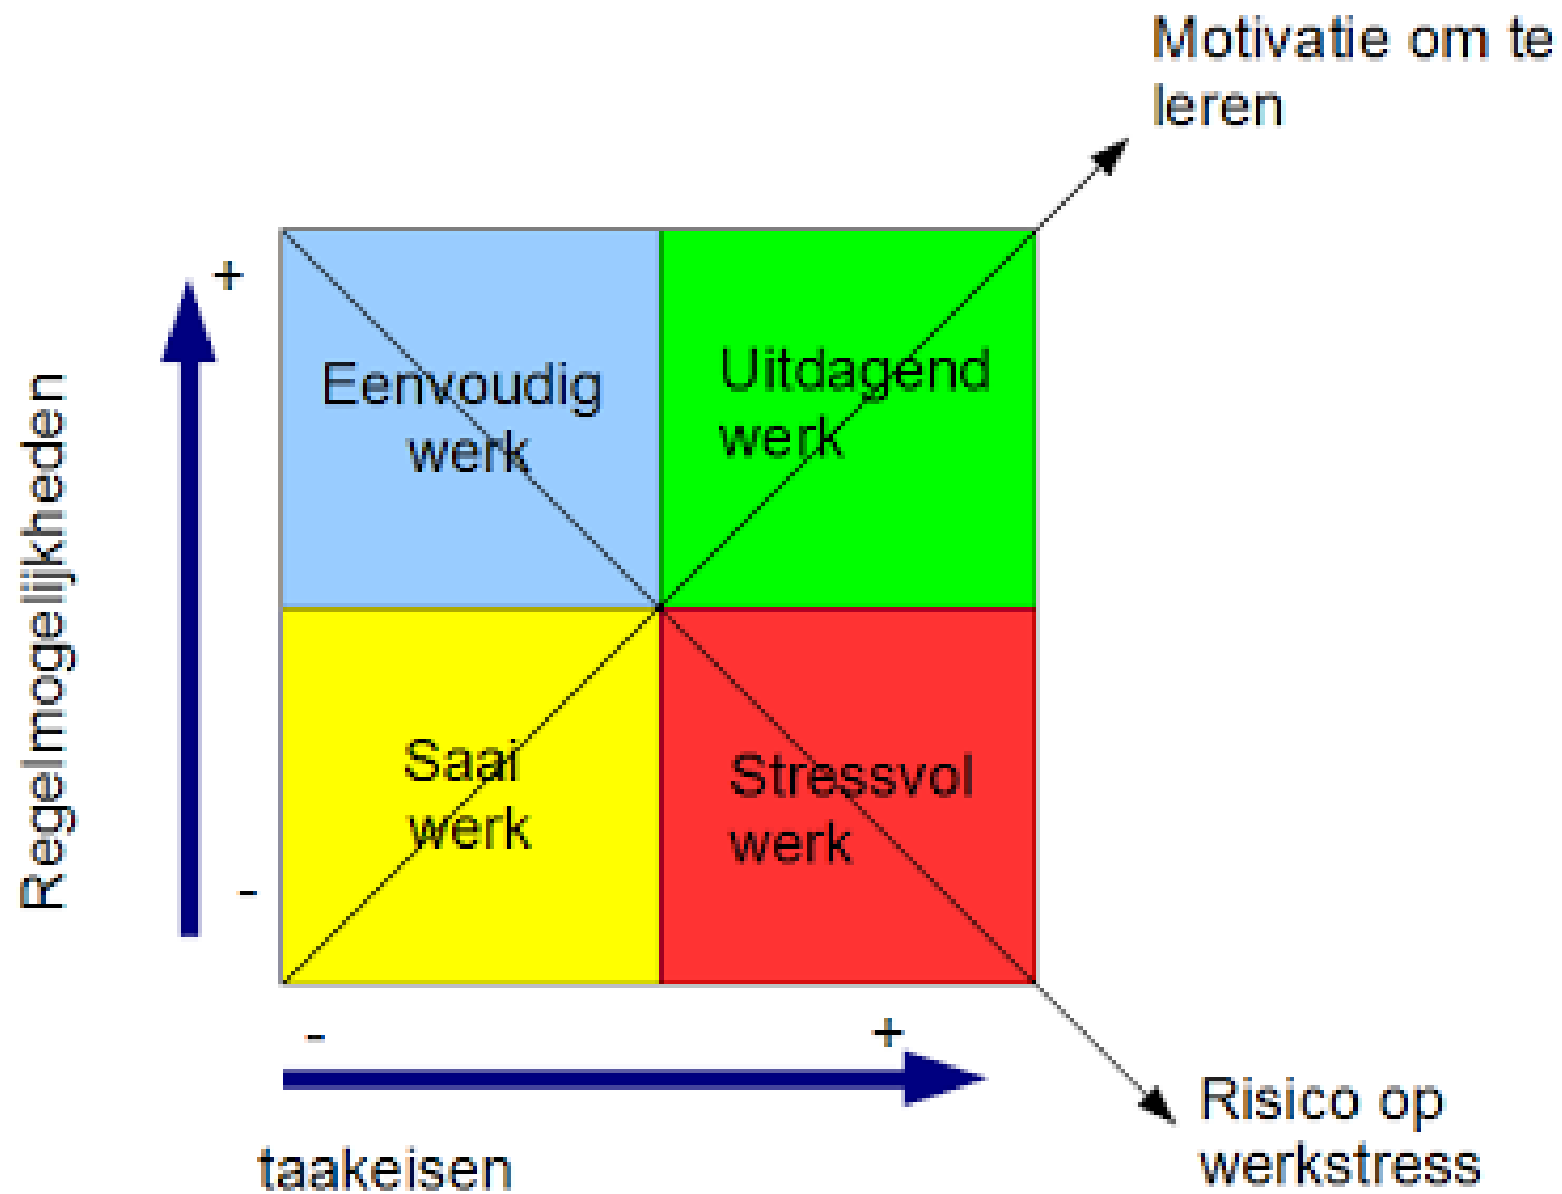 Motivatie om te
leren
+
Regelmogelijkheden
Eenvoudig
werk
Uitdagend
werk
Saai
werk
Stressvol
werk
-
-
+
taakeisen
Risico op
werkstress